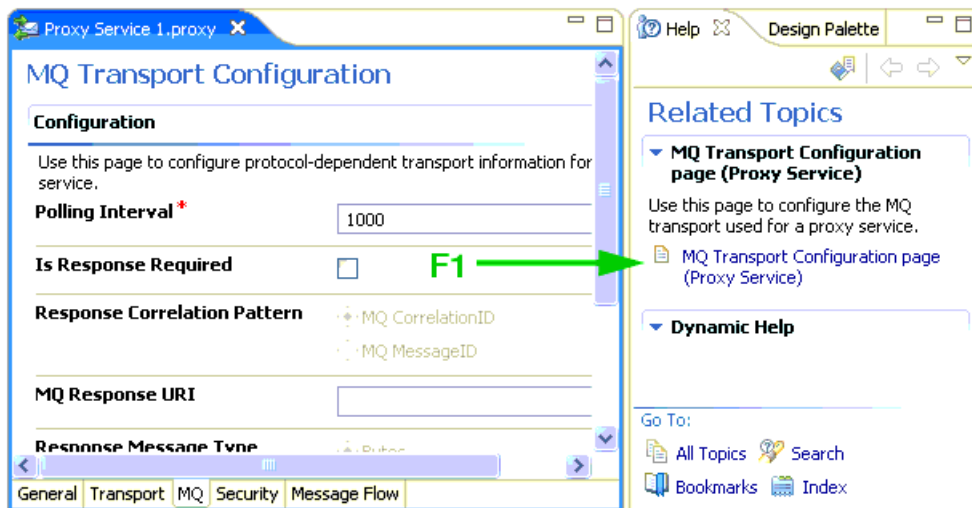 Proxy Service 1.proxy
MQ Transport Configuration
Configuration
Use this page to configure protocol-dependent transport information for
service.
Polling Interval *
1000
Is Response Required
F1
Response Correlation Pattern
MQ CorrelationID
MQ MessageID
MQ Response URI
Response Message Type
Bytes
General Transport MQ Security Message Flow
Help Design Palette
Related Topics
MQ Transport Configuration
page (Proxy Service)
Use this page to configure the MQ
transport used for a proxy service.
MQ Transport Configuration page
(Proxy Service)
Dynamic Help
Go To:
All Topics Search
Bookmarks Index